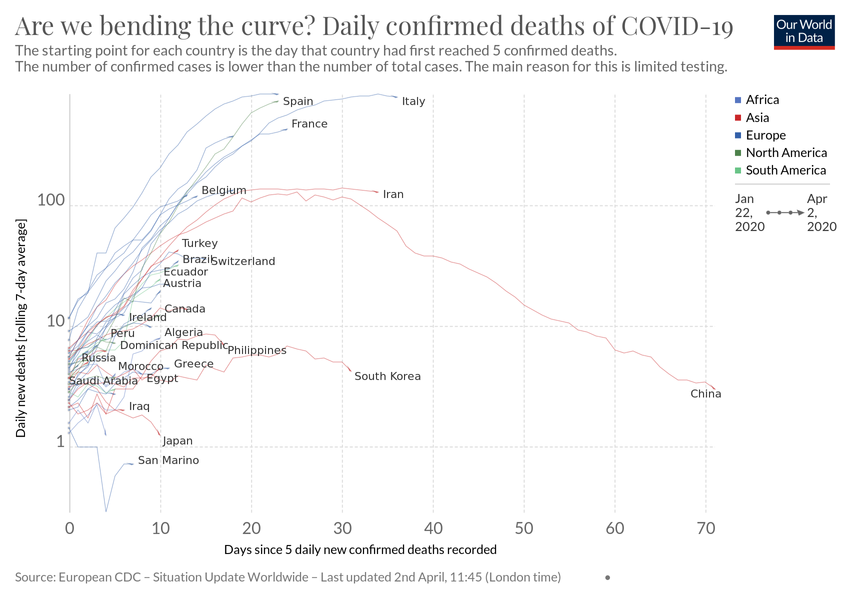 Are we bending the curve? Daily confirmed deaths of COVID-19
Our World
in Data
The starting point for each country is the day that country had first reached 5 confirmed deaths.
The number of confirmed cases is lower than the number of total cases. The main reason for this is limited testing.
Spain
Italy
France
Belgium
Iran
Turkey
Brazil
Switzerland
Ecuador
Austria
Canada
Ireland
Peru
Algeria
Dominican Republic
Philippines
Russia
Morocco
Greece
Saudi Arabia
Egypt
South Korea
China
Iraq
Japan
San Marino
Africa
Asia
Europe
North America
South America
Jan
22,
2020
Apr
2,
2020
Daily new deaths [rolling 7-day average]
100
10
1
0
10
20
30
40
50
60
70
Days since 5 daily new confirmed deaths recorded
Source: European CDC – Situation Update Worldwide – Last updated 2nd April, 11:45 (London time)